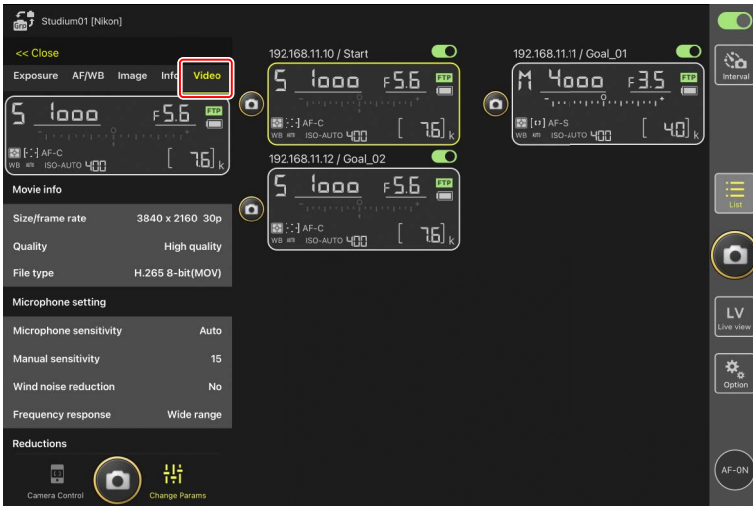 Grp
Studium01 [Nikon]
<< Close
Exposure AF/WB Image Info Video
S 1000 F5.6 FTP
AF-C
WB ISO-AUTO 400 [7.6] k
Movie info
Size/frame rate 3840 x 2160 30p
Quality High quality
File type H.265 8-bit(MOV)
Microphone setting
Microphone sensitivity Auto
Manual sensitivity 15
Wind noise reduction No
Frequency response Wide range
Reductions
Camera Control
Change Params
192.168.11.10 / Start
S 1000 F5.6 FTP
AF-C
WB ISO-AUTO 400 [7.6] k
192.168.11.11 / Goal_01
M 4000 F3.5 FTP
AF-S
WB ISO-AUTO 400 [4.0] k
192.168.11.12 / Goal_02
S 1000 F5.6 FTP
AF-C
WB ISO-AUTO 400 [7.6] k
Interval
List
LV
Live view
Option
AF-ON